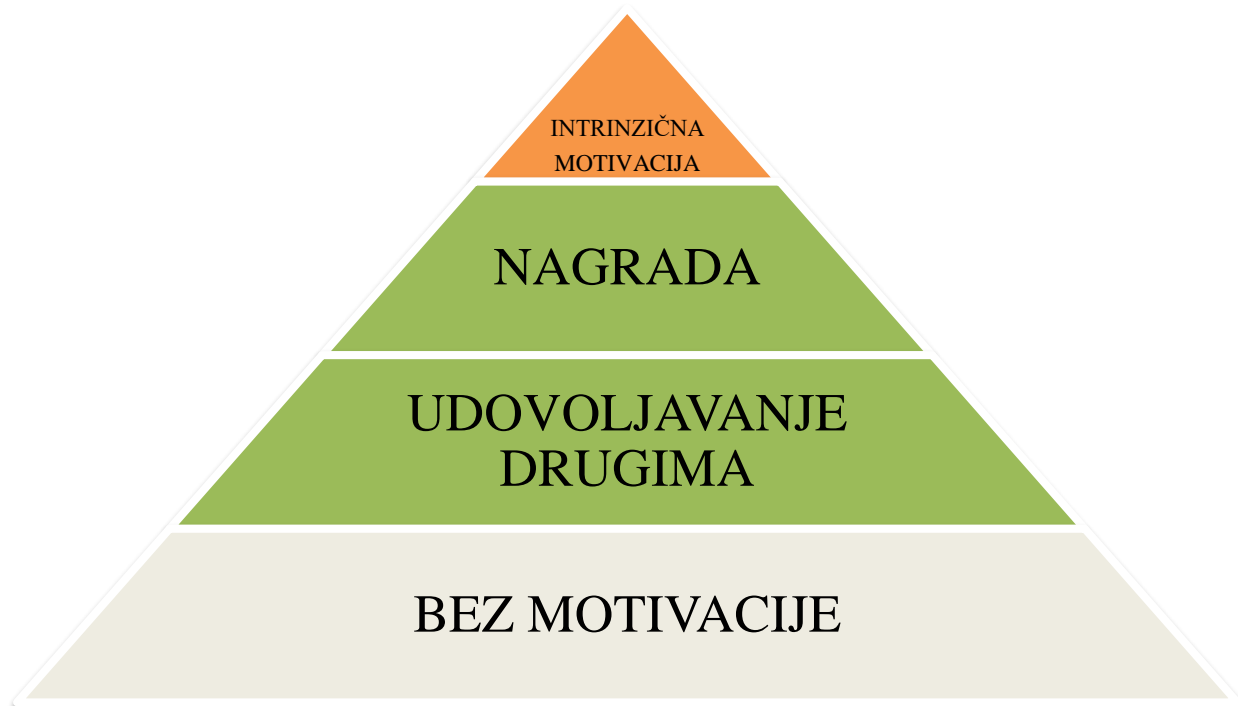 INTRINZIČNA
MOTIVACIJA
NAGRADA
UDOVOLJAVANJE
DRUGIMA
BEZ MOTIVACIJE